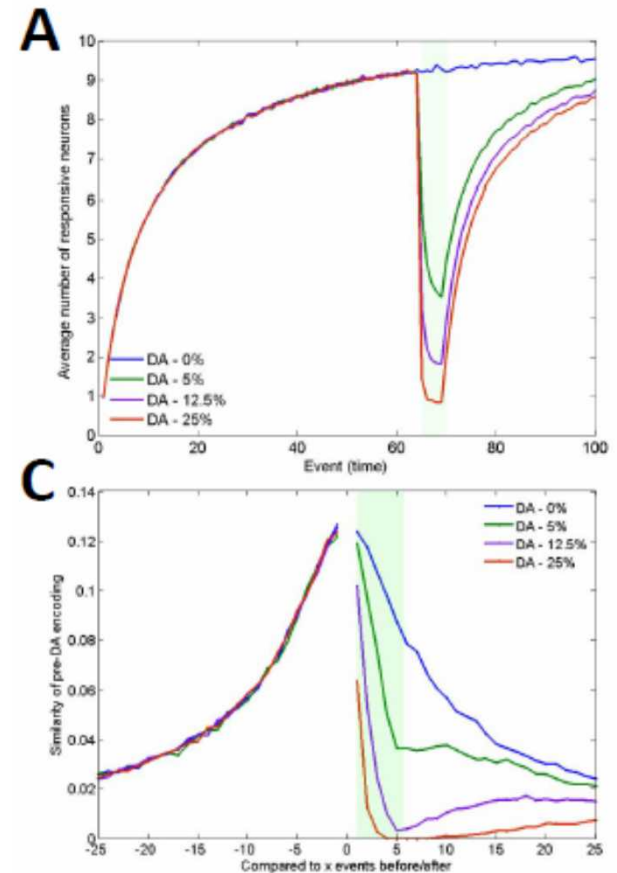 A
Average number of responsive neurons
10
9
8
7
6
5
4
3
2
1
0
DA - 0%
DA - 5%
DA - 12.5%
DA - 25%
0
20
40
60
80
100
Event (time)
C
Similarity of pre-DA encoding
0.14
0.12
0.1
0.08
0.06
0.04
0.02
0
DA - 0%
DA - 5%
DA - 12.5%
DA - 25%
-25
-20
-15
-10
-5
0
5
10
15
20
25
Compared to x events before/after